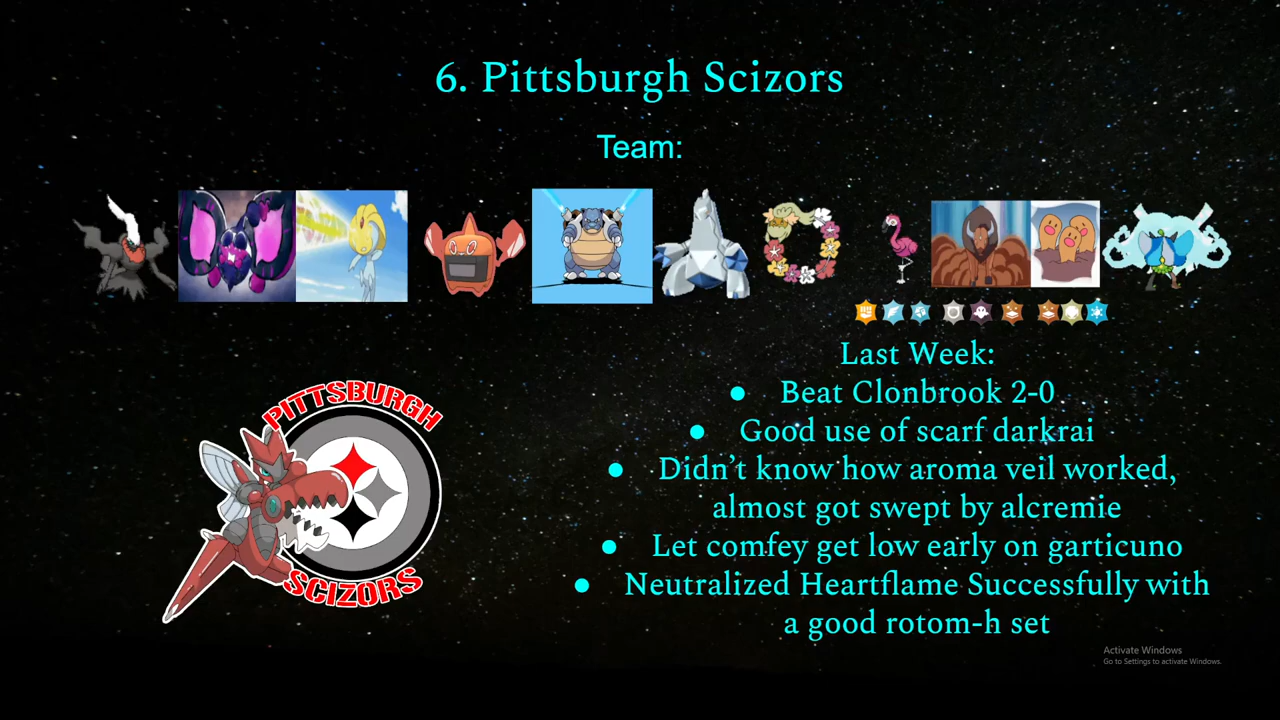 6. Pittsburgh Scizors
Team:
Last Week:
● Beat Clonbrook 2-0
● Good use of scarf darkrai
● Didn't know how aroma veil worked,
almost got swept by alcremie
● Let comfey get low early on garticuno
● Neutralized Heartflame Successfully with
a good rotom-h set
PITTSBURGH
SCIZORS
Activate Windows
Go to Settings to activate Windows.